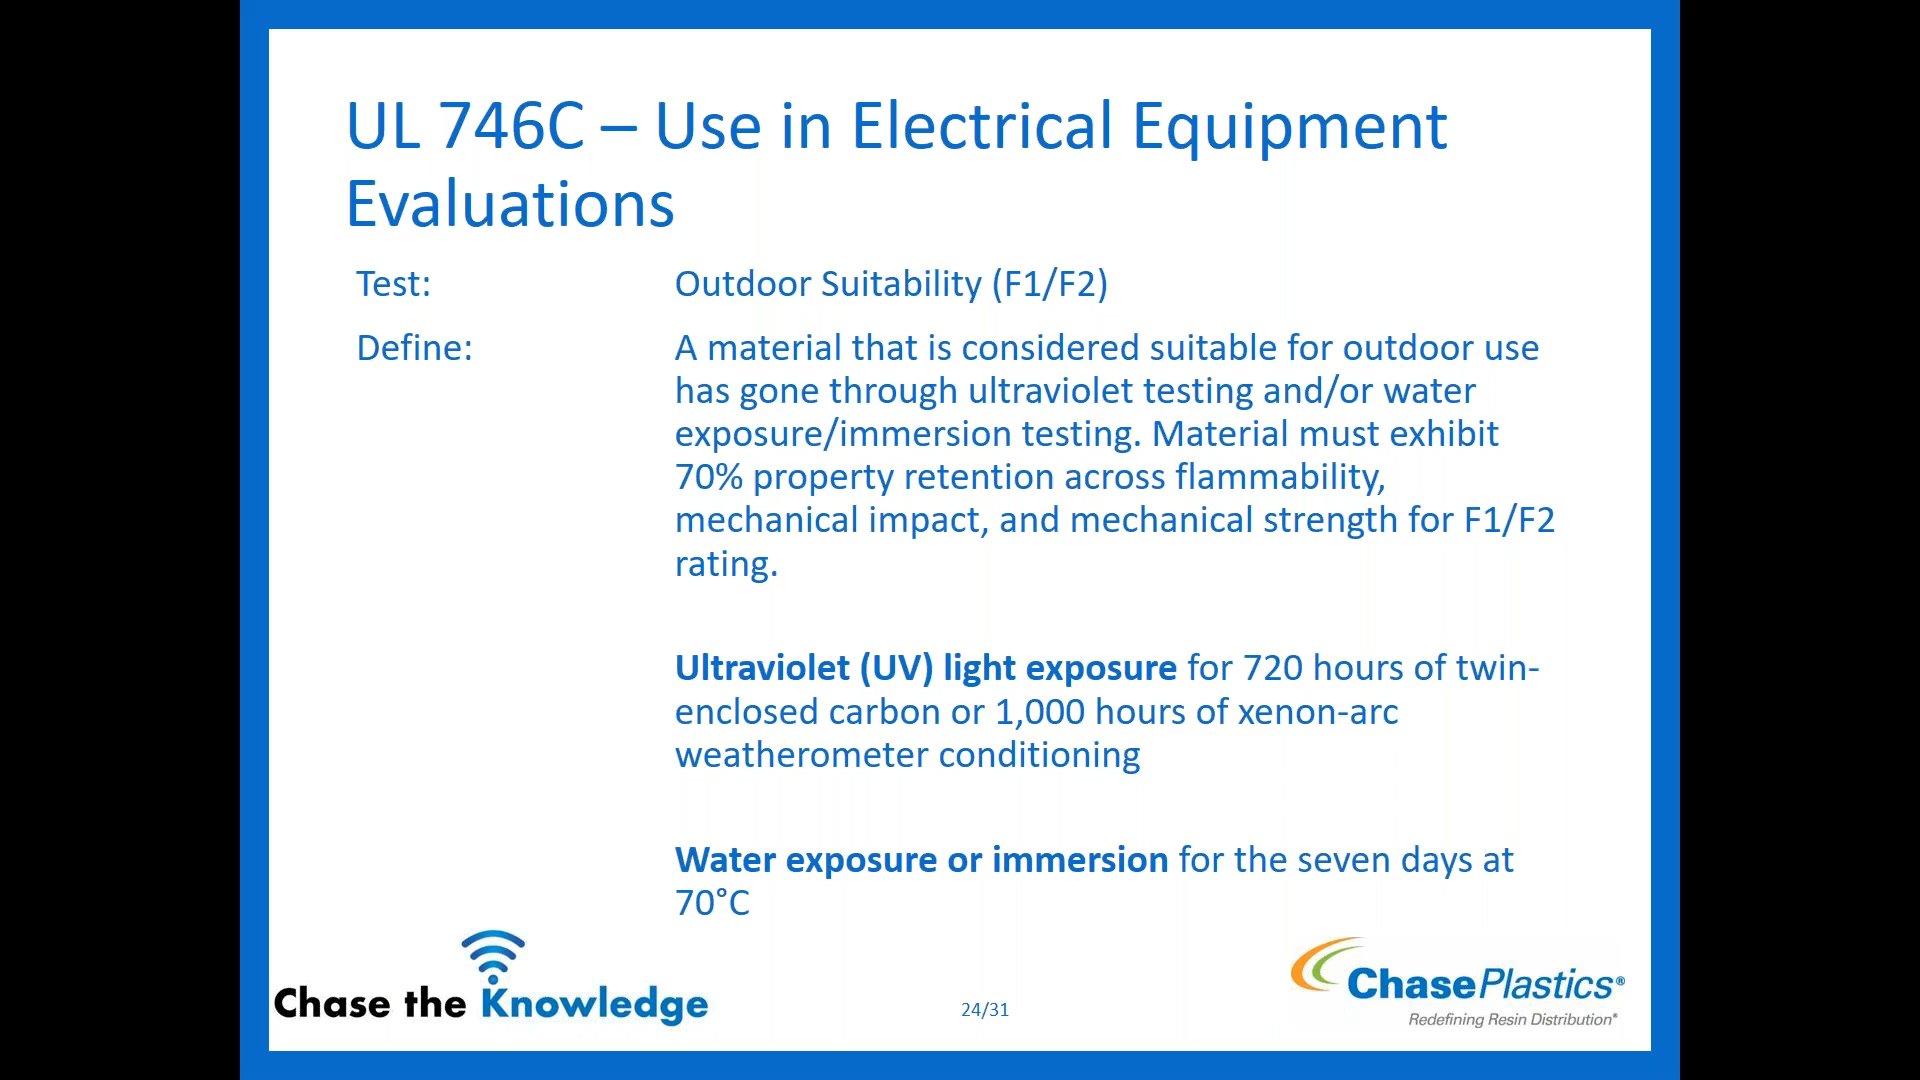 UL 746C – Use in Electrical Equipment
Evaluations
Test: Outdoor Suitability (F1/F2)
Define: A material that is considered suitable for outdoor use
has gone through ultraviolet testing and/or water
exposure/immersion testing. Material must exhibit
70% property retention across flammability,
mechanical impact, and mechanical strength for F1/F2
rating.
Ultraviolet (UV) light exposure for 720 hours of twin-
enclosed carbon or 1,000 hours of xenon-arc
weatherometer conditioning
Water exposure or immersion for the seven days at
70°C
Chase the Knowledge
24/31
ChasePlastics®
Redefining Resin Distribution®